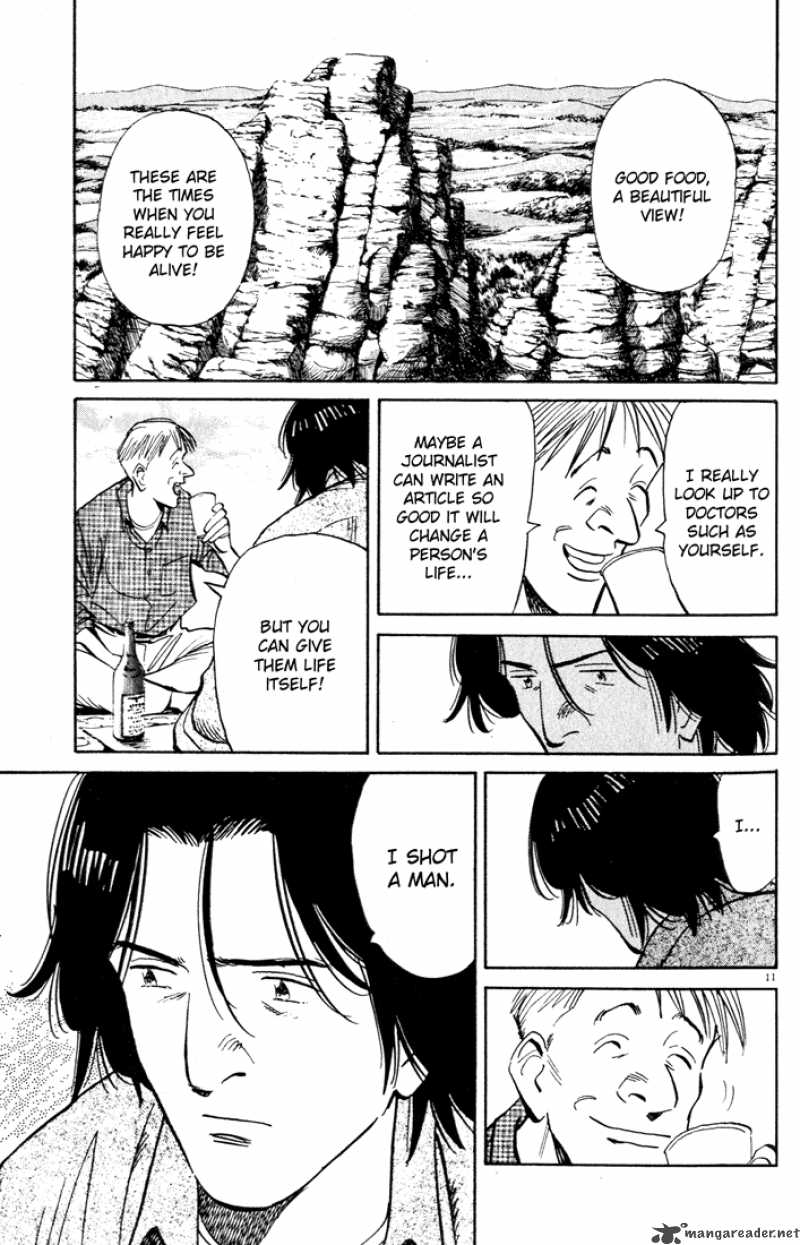 GOOD FOOD,
A BEAUTIFUL
VIEW!
THESE ARE
THE TIMES
WHEN YOU
REALLY FEEL
HAPPY TO BE
ALIVE!
I REALLY
LOOK UP TO
DOCTORS
SUCH AS
YOURSELF.
MAYBE A
JOURNALIST
CAN WRITE AN
ARTICLE SO
GOOD IT WILL
CHANGE A
PERSON'S
LIFE...
BUT YOU
CAN GIVE
THEM LIFE
ITSELF!
I...
11
I SHOT
A MAN.
mangareader.net